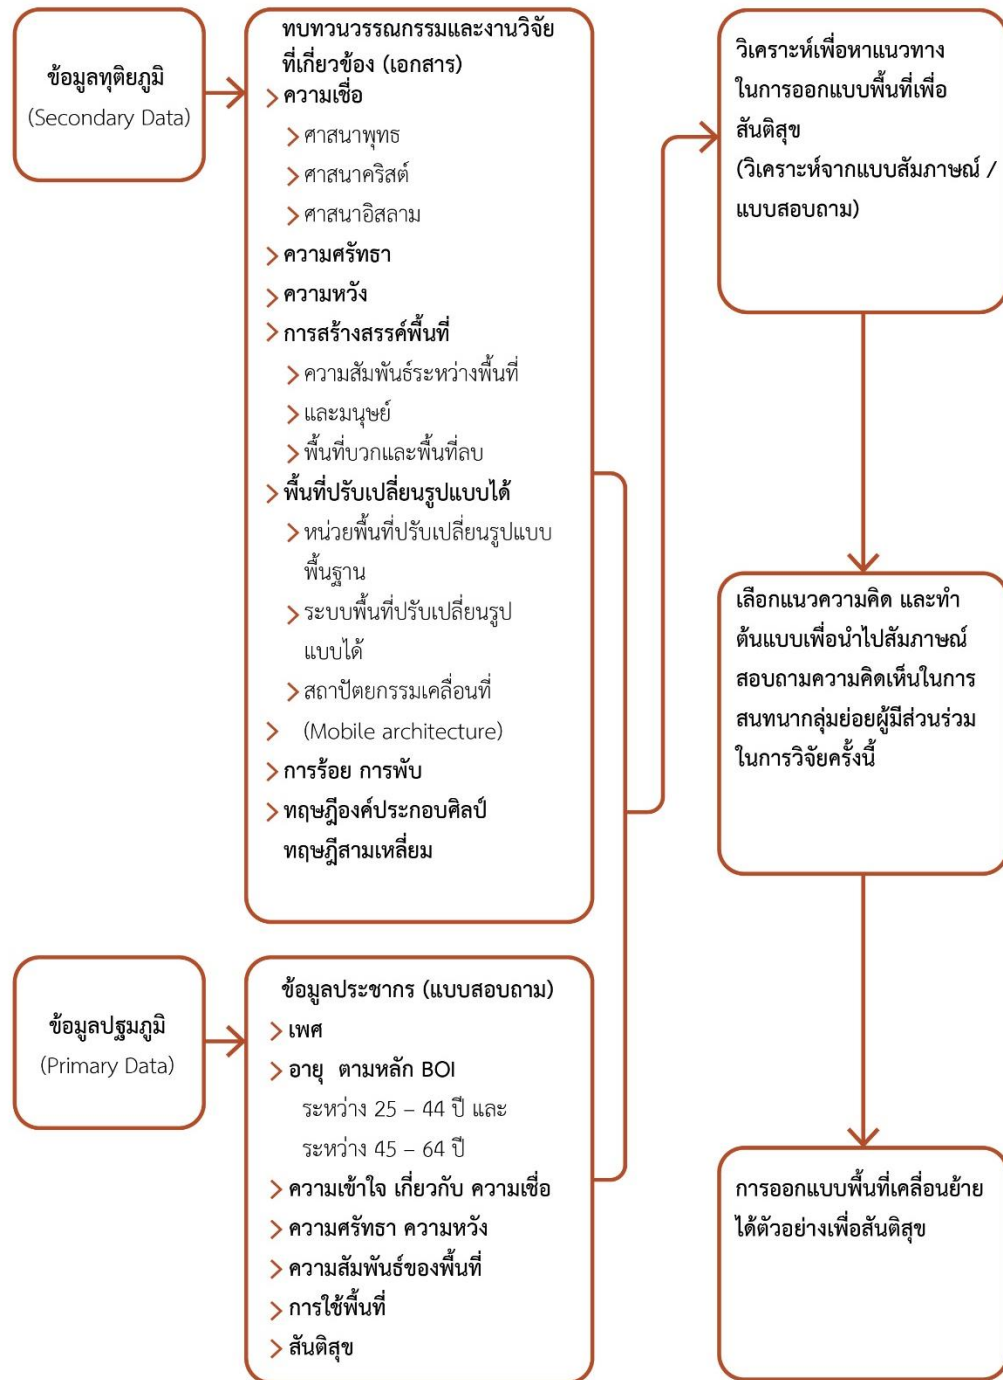 ข้อมูลทุติยภูมิ
(Secondary Data)
ทบทวนวรรณกรรมและงานวิจัย
ที่เกี่ยวข้อง (เอกสาร)
ความเชื่อ
ศาสนาพุทธ
ศาสนาคริสต์
ศาสนาอิสลาม
ความศรัทธา
ความหวัง
การสร้างสรรค์พื้นที่
ความสัมพันธ์ระหว่างพื้นที่
และมนุษย์
พื้นที่บวกและพื้นที่ลบ
พื้นที่ปรับเปลี่ยนรูปแบบได้
หน่วยพื้นที่ปรับเปลี่ยนรูปแบบ
พื้นฐาน
ระบบพื้นที่ปรับเปลี่ยนรูป
แบบได้
สถาปัตยกรรมเคลื่อนที่
(Mobile architecture)
การร้อย การพับ
ทฤษฎีองค์ประกอบศิลป์
ทฤษฎีสามเหลี่ยม
ข้อมูลปฐมภูมิ
(Primary Data)
ข้อมูลประชากร (แบบสอบถาม)
เพศ
อายุ ตามหลัก BOI
ระหว่าง 25 – 44 ปี และ
ระหว่าง 45 – 64 ปี
ความเข้าใจ เกี่ยวกับ ความเชื่อ
ความศรัทธา ความหวัง
ความสัมพันธ์ของพื้นที่
การใช้พื้นที่
สันติสุข
วิเคราะห์เพื่อหาแนวทาง
ในการออกแบบพื้นที่เพื่อ
สันติสุข
(วิเคราะห์จากแบบสัมภาษณ์ /
แบบสอบถาม)
เลือกแนวความคิด และทำ
ต้นแบบเพื่อนำไปสัมภาษณ์
สอบถามความคิดเห็นในการ
สนทนากลุ่มย่อยผู้มีส่วนร่วม
ในการวิจัยครั้งนี้
การออกแบบพื้นที่เคลื่อนย้าย
ได้ตัวอย่างเพื่อสันติสุข